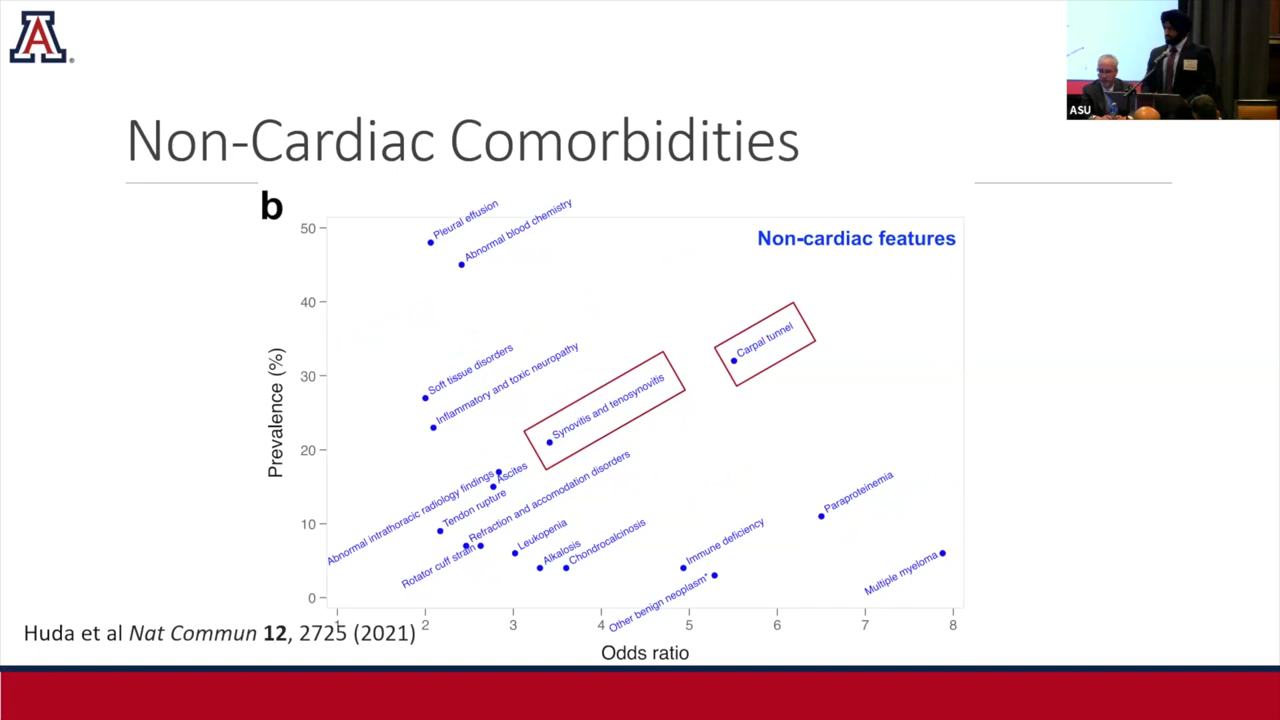 A
ASU
Non-Cardiac Comorbidities
b
Non-cardiac features
Prevalence (%)
50
40
30
20
10
0
Pleural effusion
Abnormal blood chemistry
Carpal tunnel
Soft tissue disorders
Inflammatory and toxic neuropathy
Synovitis and tenosynovitis
Abnormal intrathoracic radiology findings
Ascites
Tendon rupture
Refraction and accomodation disorders
Rotator cuff strain
Leukopenia
Alkalosis
Chondrocalcinosis
Immune deficiency
Other benign neoplasm*
Paraproteinemia
Multiple myeloma
1 2 3 4 5 6 7 8
Odds ratio
Huda et al Nat Commun 12, 2725 (2021)